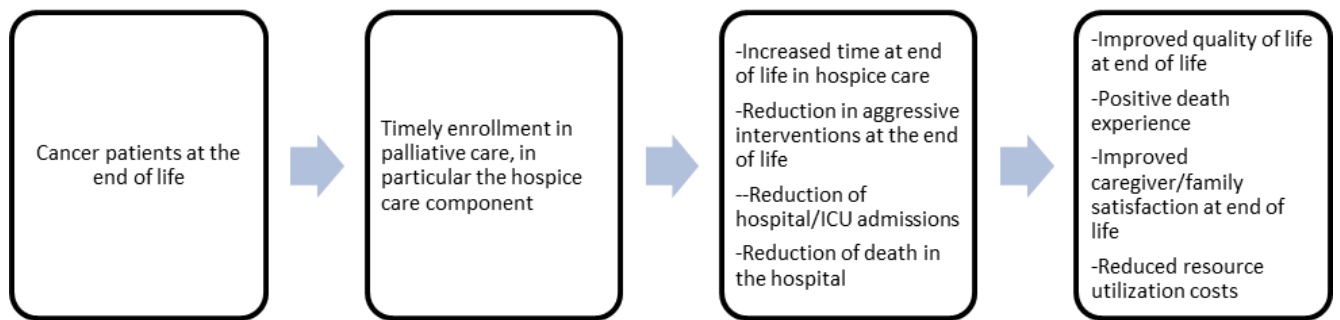 Cancer patients at the
end of life
Timely enrollment in
palliative care, in
particular the hospice
care component
-Increased time at end
of life in hospice care
-Reduction in aggressive
interventions at the end
of life
--Reduction of
hospital/ICU admissions
-Reduction of death in
the hospital
-Improved quality of life
at end of life
-Positive death
experience
-Improved
caregiver/family
satisfaction at end of
life
-Reduced resource
utilization costs